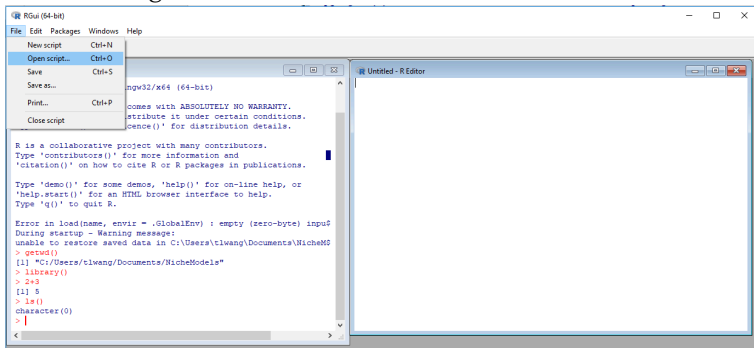 RGui (64-bit)
File Edit Packages Windows Help
New script Ctrl+N
Open script... Ctrl+O
Save Ctrl+S
Save as...
Print... Ctrl+P
Close script
Untitled - R Editor
ngw32/x64 (64-bit)
comes with ABSOLUTELY NO WARRANTY.
stribute it under certain conditions.
cence()' for distribution details.
R is a collaborative project with many contributors.
Type 'contributors()' for more information and
'citation()' on how to cite R or R packages in publications.
Type 'demo()' for some demos, 'help()' for on-line help, or
'help.start()' for an HTML browser interface to help.
Type 'q()' to quit R.
Error in load(name, envir = .GlobalEnv) : empty (zero-byte) inpu$
During startup - Warning message:
unable to restore saved data in C:\Users\tlwang\Documents\NicheM$
> getwd()
[1] "C:/Users/tlwang/Documents/NicheModels"
> library()
> 2+3
[1] 5
> ls()
character(0)
>